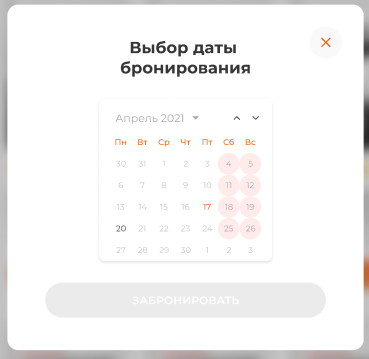 Выбор даты
бронирования
Апрель 2021
Пн Вт Ср Чт Пт Сб Вс
30 31 1 2 3 4 5
6 7 8 9 10 11 12
13 14 15 16 17 18 19
20 21 22 23 24 25 26
27 28 29 30 1 2 3
ЗАБРОНИРОВАТЬ